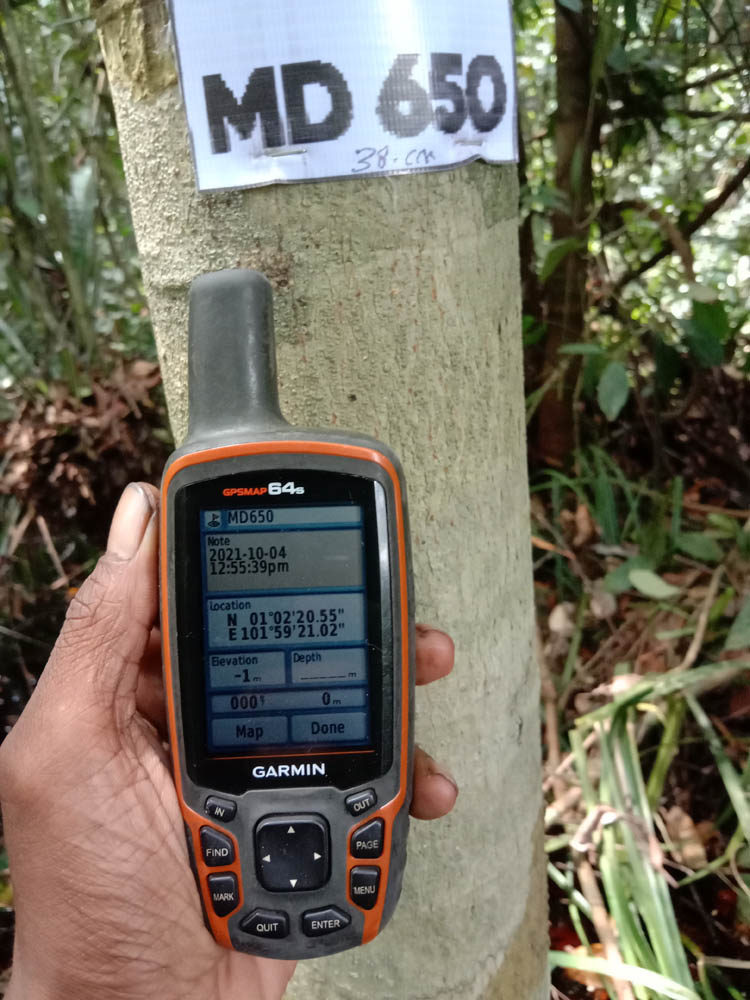 MD 650
38.cm
GPSMAP 64s
MD650
Note
2021-10-04
12:55:39pm
Location
N 01°02'20.55"
E 101°59'21.02"
Elevation Depth
-1m ______m
000° 0m
Map Done
GARMIN
IN OUT
FIND PAGE
MARK MENU
QUIT ENTER